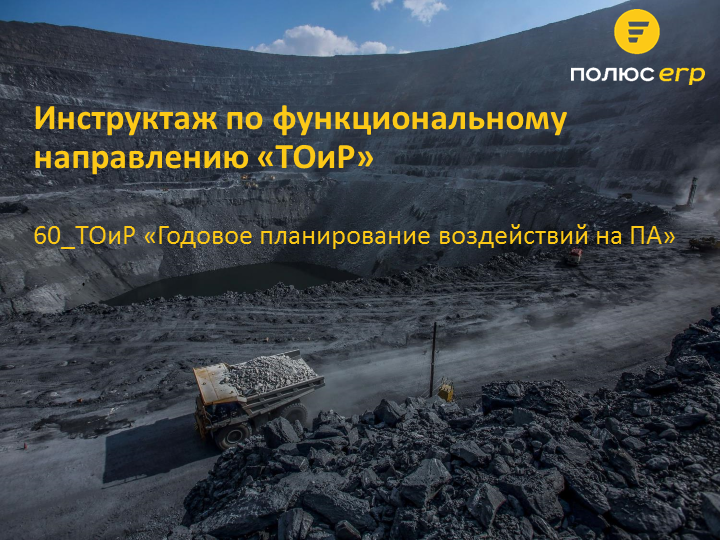 ПОЛЮС егр
Инструктаж по функциональному
направлению «ТОиР»
60_ТОиР «Годовое планирование воздействий на ПА»